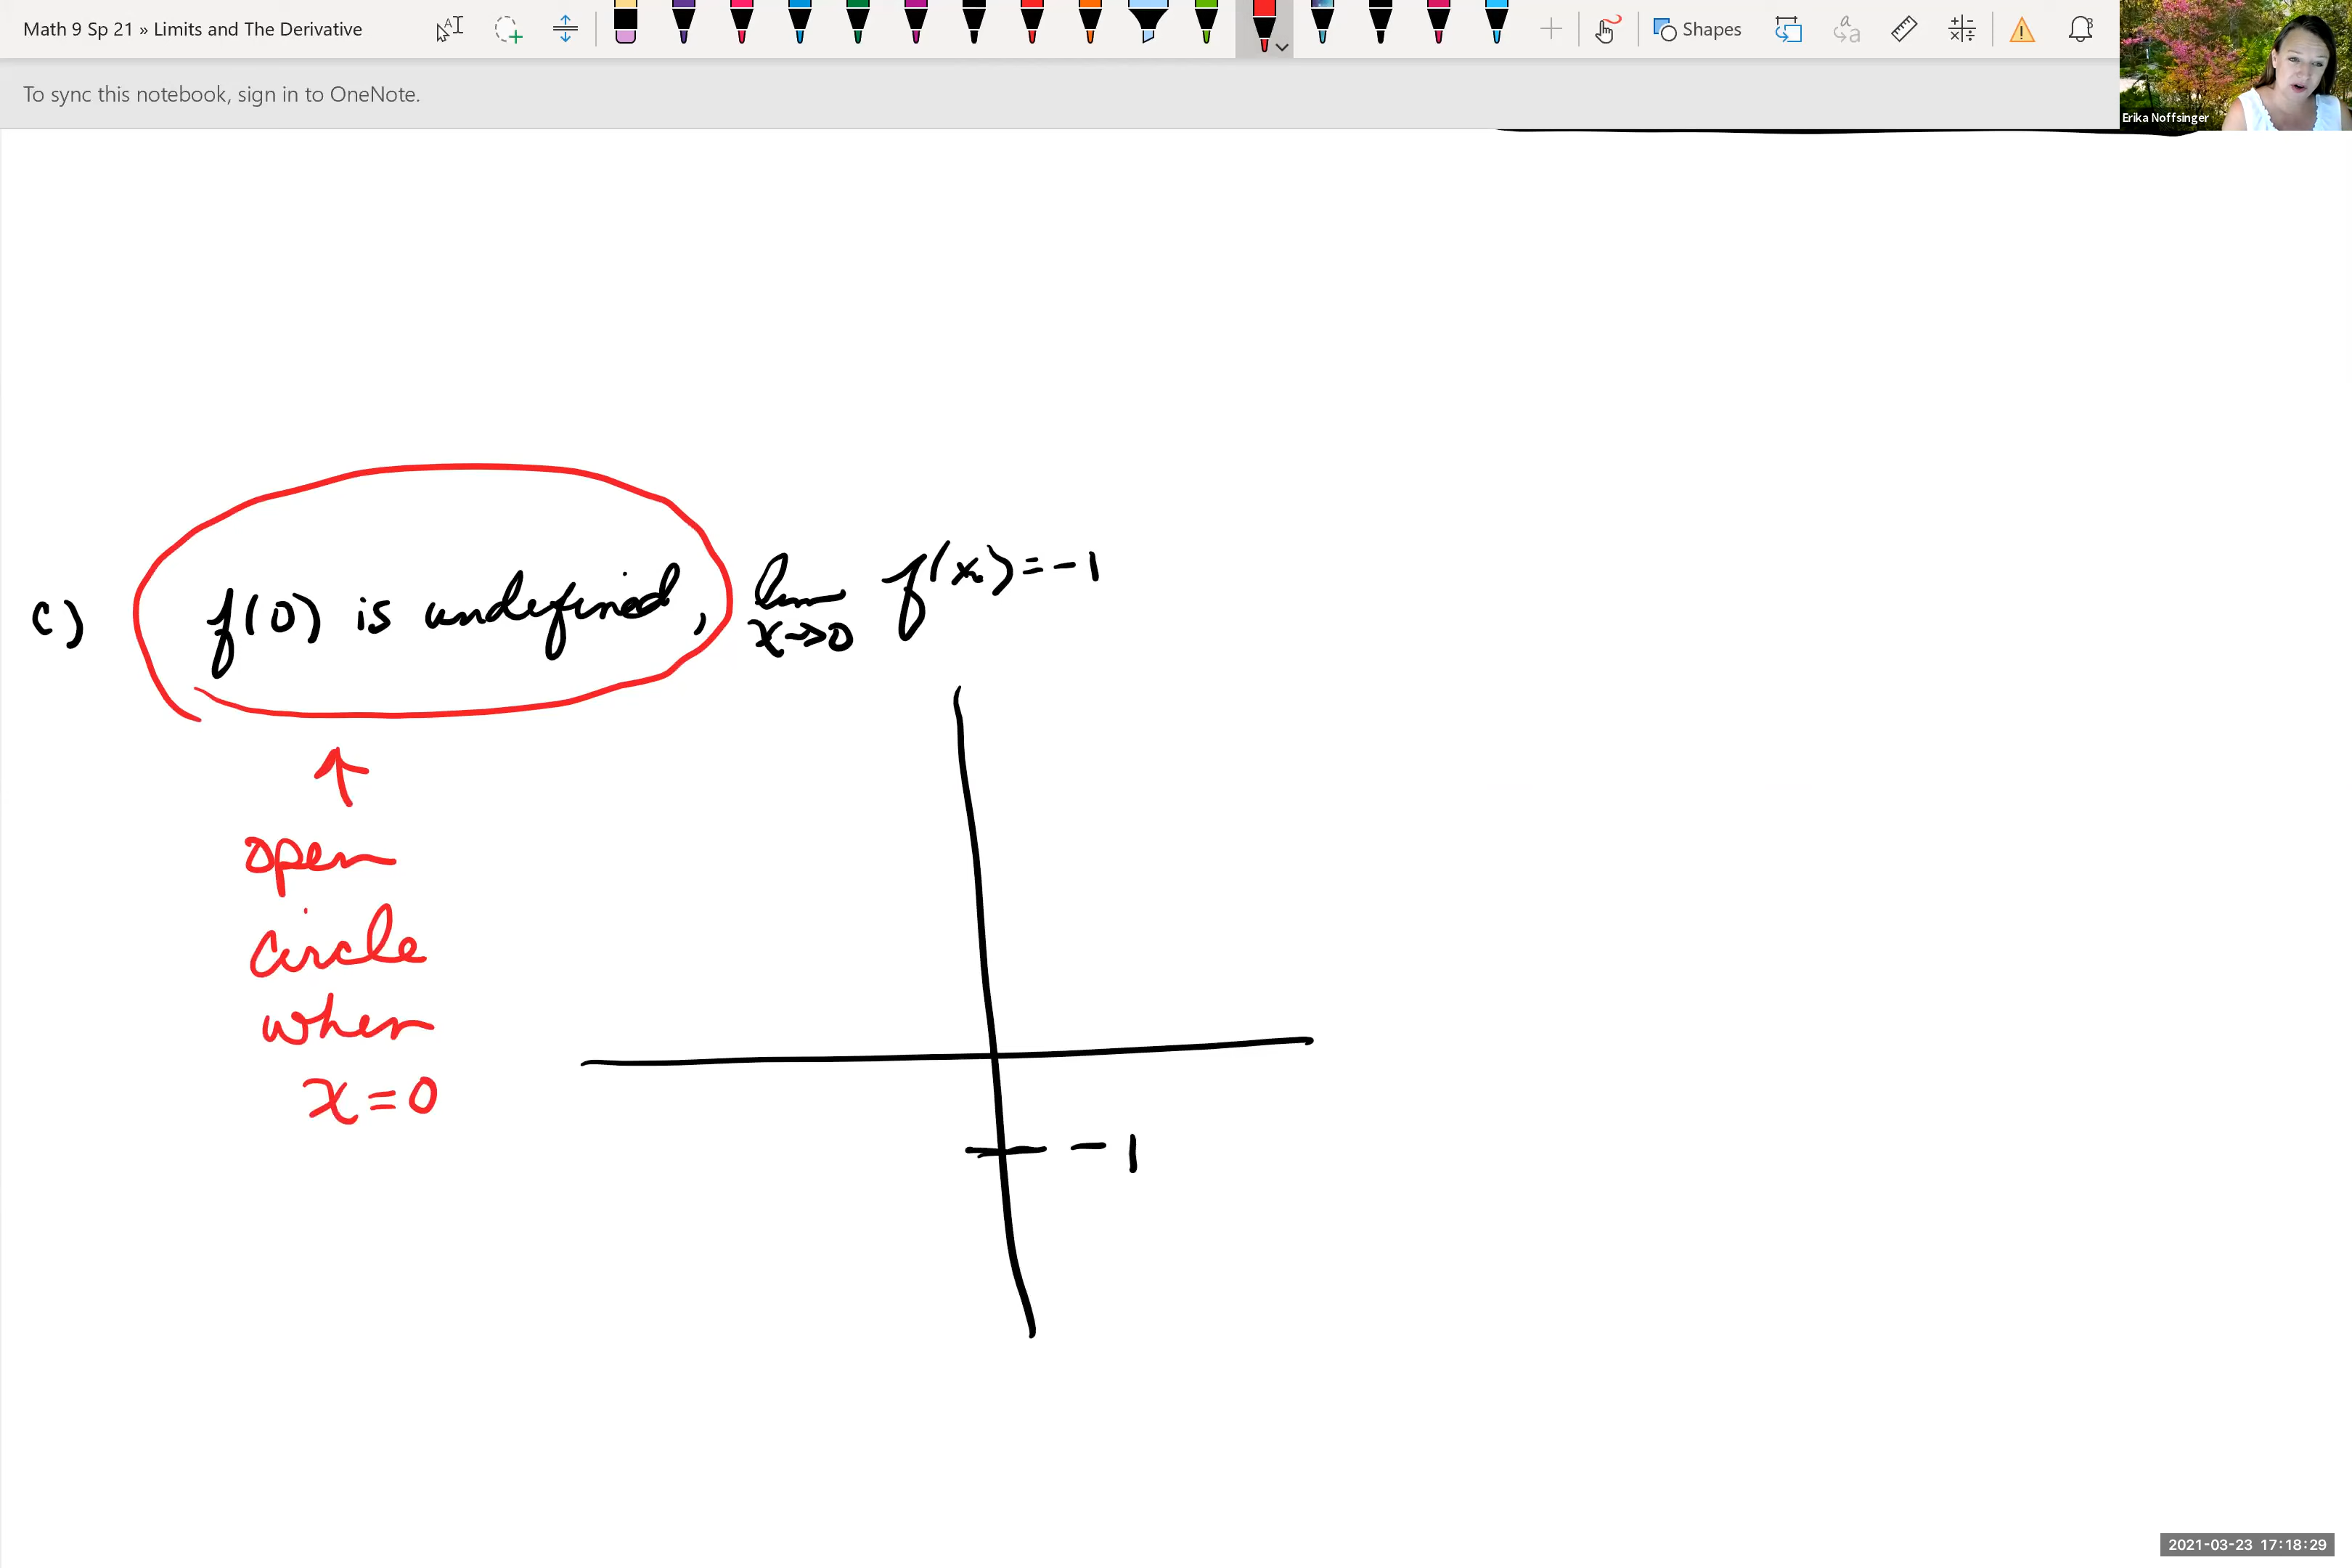 Math 9 Sp 21 » Limits and The Derivative
Shapes
3
To sync this notebook, sign in to OneNote.
Erika Noffsinger
c) f(0) is undefined, lim x→0 f(x) = -1
↑
open
circle
when
x = 0
-1
2021-03-23 17:18:29